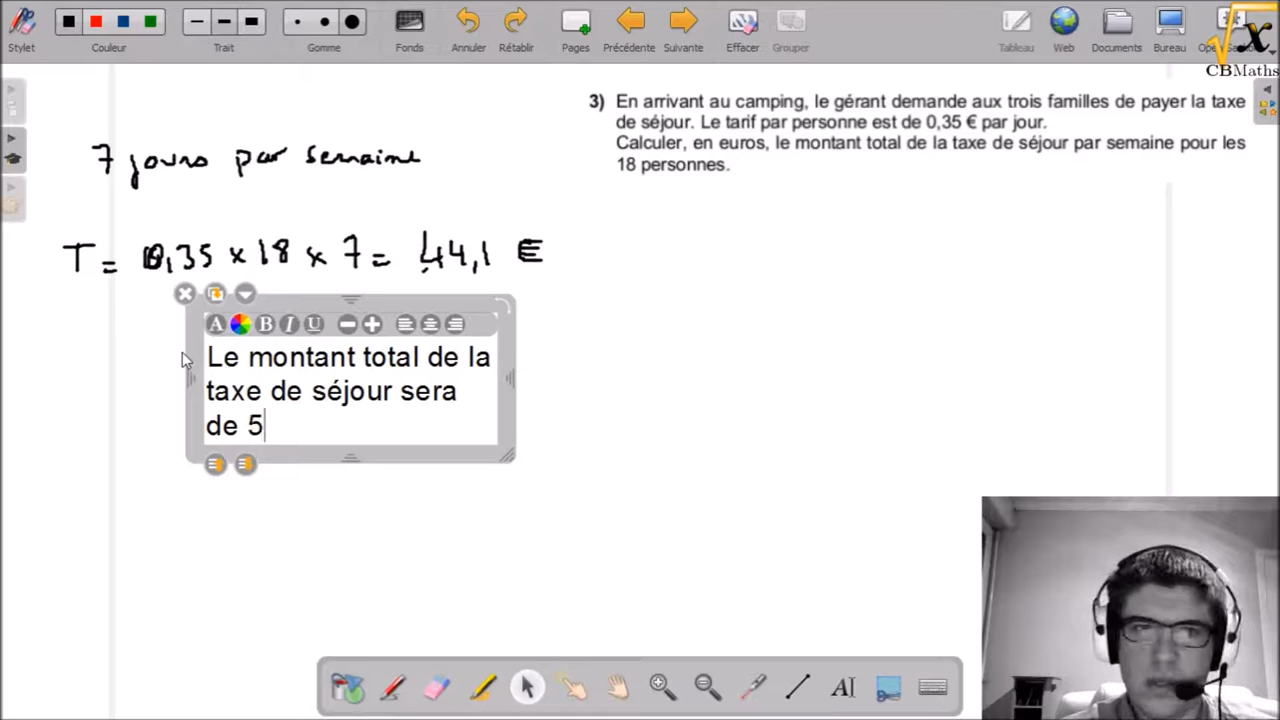 Stylet
Couleur
Trait
Gomme
Fonds
Annuler
Rétablir
Pages
Précédente
Suivante
Effacer
Grouper
Tableau
Web
Documents
Bureau
CBMaths
3) En arrivant au camping, le gérant demande aux trois familles de payer la taxe
de séjour. Le tarif par personne est de 0,35 € par jour.
Calculer, en euros, le montant total de la taxe de séjour par semaine pour les
18 personnes.
7 jours par semaine
T = 0,35 x 18 x 7 = 44,1 €
A B I U
Le montant total de la
taxe de séjour sera
de 5
AI